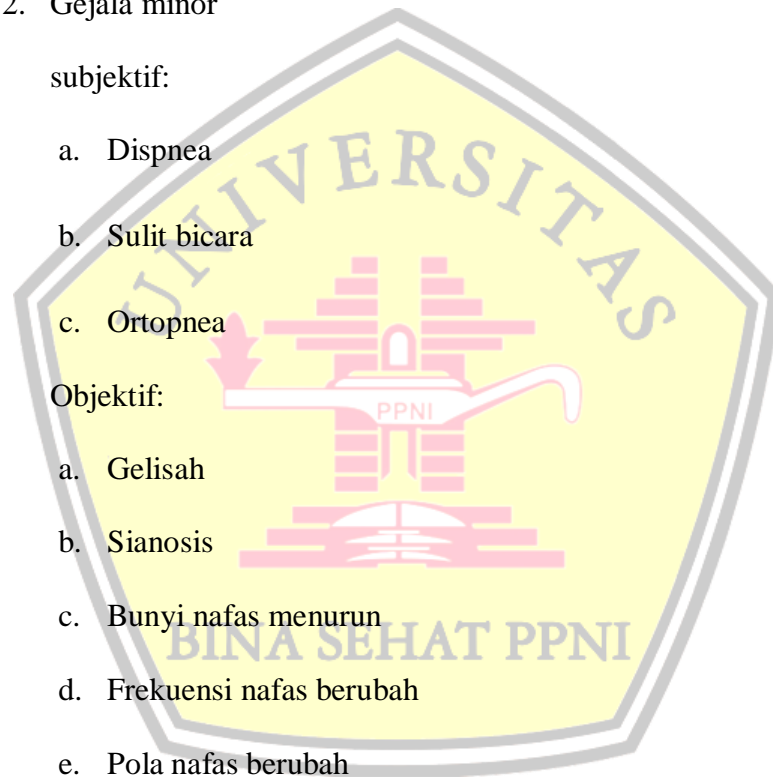 2. Gejala minor
subjektif:
a. Dispnea
b. Sulit bicara
c. Ortopnea
Objektif:
a. Gelisah
b. Sianosis
c. Bunyi nafas menurun
d. Frekuensi nafas berubah
e. Pola nafas berubah
UNIVERSITAS
PPNI
BINA SEHAT PPNI